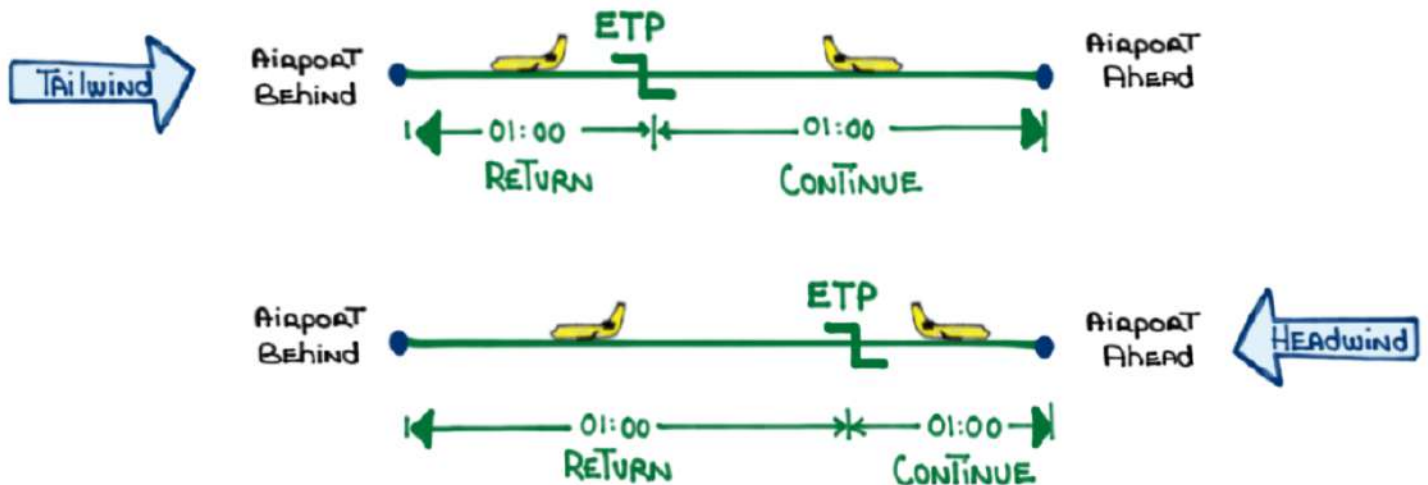 ETP
Tailwind
Airport
Behind
Airport
Ahead
01:00
01:00
Return
Continue
ETP
Airport
Behind
Airport
Ahead
Headwind
01:00
01:00
Return
Continue